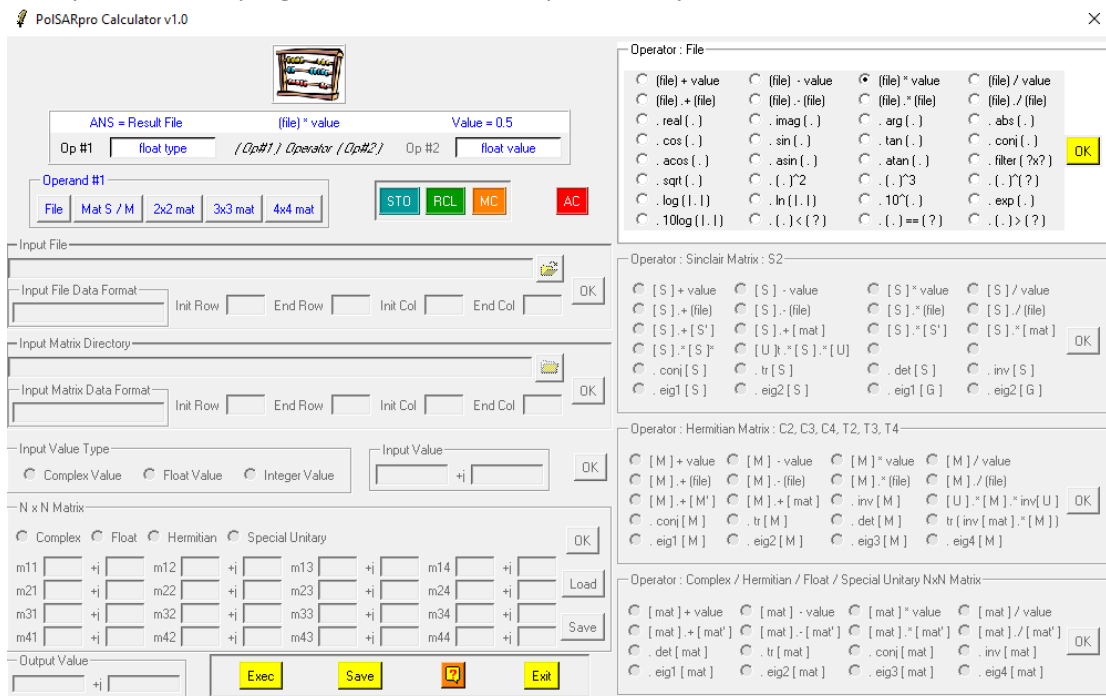 PolSARpro Calculator v1.0
ANS = Result File (file) * value Value = 0.5
Op #1 float type ( Op#1 ) Operator ( Op#2 ) Op #2 float value
Operand #1
File Mat S / M 2x2 mat 3x3 mat 4x4 mat STO RCL MC AC
Input File
Input File Data Format
Init Row End Row Init Col End Col OK
Input Matrix Directory
Input Matrix Data Format
Init Row End Row Init Col End Col OK
Input Value Type Input Value
Complex Value Float Value Integer Value +j OK
N x N Matrix
Complex Float Hermitian Special Unitary OK
m11 +j m12 +j m13 +j m14 +j
m21 +j m22 +j m23 +j m24 +j Load
m31 +j m32 +j m33 +j m34 +j
m41 +j m42 +j m43 +j m44 +j Save
Output Value
+j Exec Save ? Exit
Operator : File
(file) + value (file) - value (file) * value (file) / value
(file) .+ (file) (file) .- (file) (file) .* (file) (file) ./ (file)
. real ( . ) . imag ( . ) . arg ( . ) . abs ( . )
. cos ( . ) . sin ( . ) . tan ( . ) . conj ( . )
OK
. acos ( . ) . asin ( . ) . atan ( . ) . filter ( ?x? )
. sqrt ( . ) . ( . )^2 . ( . )^3 . ( . )^( ? )
. log ( | . | ) . ln ( | . | ) . 10^( . ) . exp ( . )
. 10log ( | . | ) . ( . ) < ( ? ) . ( . ) == ( ? ) . ( . ) > ( ? )
Operator : Sinclair Matrix : S2
[ S ] + value [ S ] - value [ S ] * value [ S ] / value
[ S ] .+ (file) [ S ] .- (file) [ S ] .* (file) [ S ] ./ (file)
[ S ] .+ [ S' ] [ S ] .+ [ mat ] [ S ] .* [ S' ] [ S ] .* [ mat ]
OK
[ S ] .* [ S ]* [ U ]t .* [ S ] .* [ U ]
. conj [ S ] . tr [ S ] . det [ S ] . inv [ S ]
. eig1 [ S ] . eig2 [ S ] . eig1 [ G ] . eig2 [ G ]
Operator : Hermitian Matrix : C2, C3, C4, T2, T3, T4
[ M ] + value [ M ] - value [ M ] * value [ M ] / value
[ M ] .+ (file) [ M ] .- (file) [ M ] .* (file) [ M ] ./ (file)
[ M ] .+ [ M' ] [ M ] .+ [ mat ] . inv [ M ] [ U ] .* [ M ] .* inv[ U ] OK
. conj [ M ] . tr [ M ] . det [ M ] tr ( inv [ mat ] .* [ M ] )
. eig1 [ M ] . eig2 [ M ] . eig3 [ M ] . eig4 [ M ]
Operator : Complex / Hermitian / Float / Special Unitary NxN Matrix
[ mat ] + value [ mat ] - value [ mat ] * value [ mat ] / value
[ mat ] .+ [ mat' ] [ mat ] .- [ mat' ] [ mat ] .* [ mat' ] [ mat ] ./ [ mat' ]
OK
. det [ mat ] . tr [ mat ] . conj [ mat ] . inv [ mat ]
. eig1 [ mat ] . eig2 [ mat ] . eig3 [ mat ] . eig4 [ mat ]